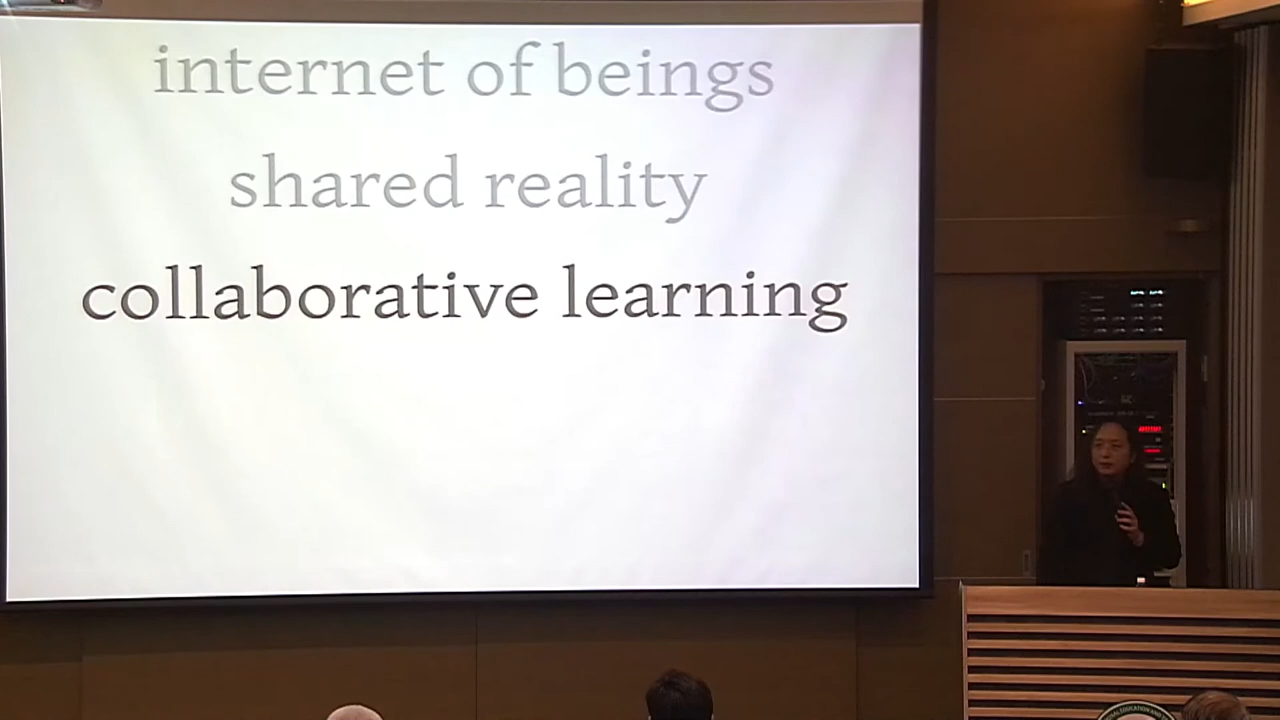 internet of beings
shared reality
collaborative learning